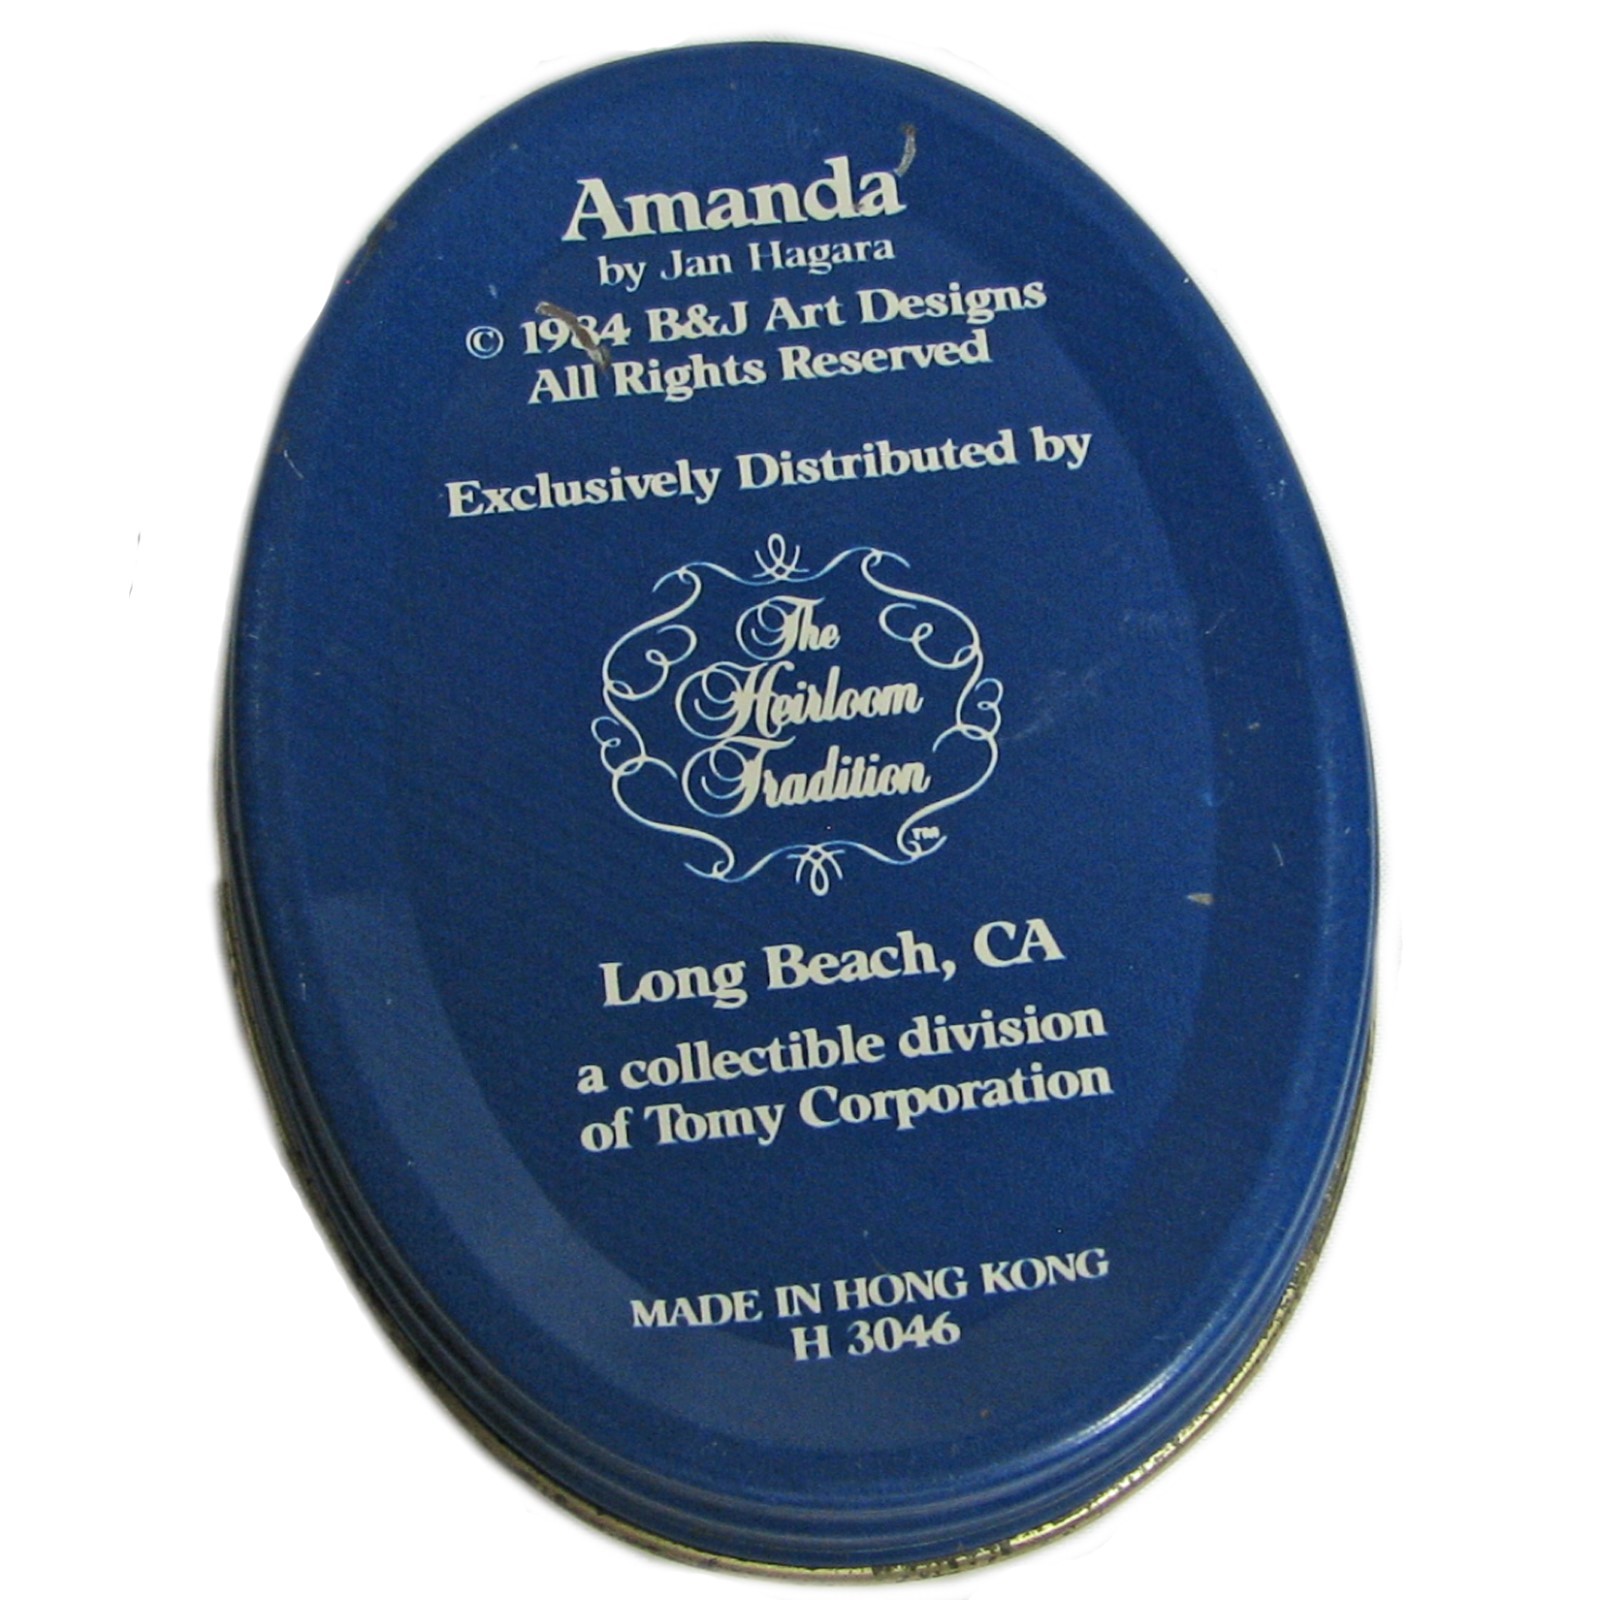 Amanda
by Jan Hagara
© 1984 B&J Art Designs
All Rights Reserved
Exclusively Distributed by
The
Heirloom
Tradition
TM
Long Beach, CA
a collectible division
of Tomy Corporation
MADE IN HONG KONG
H 3046